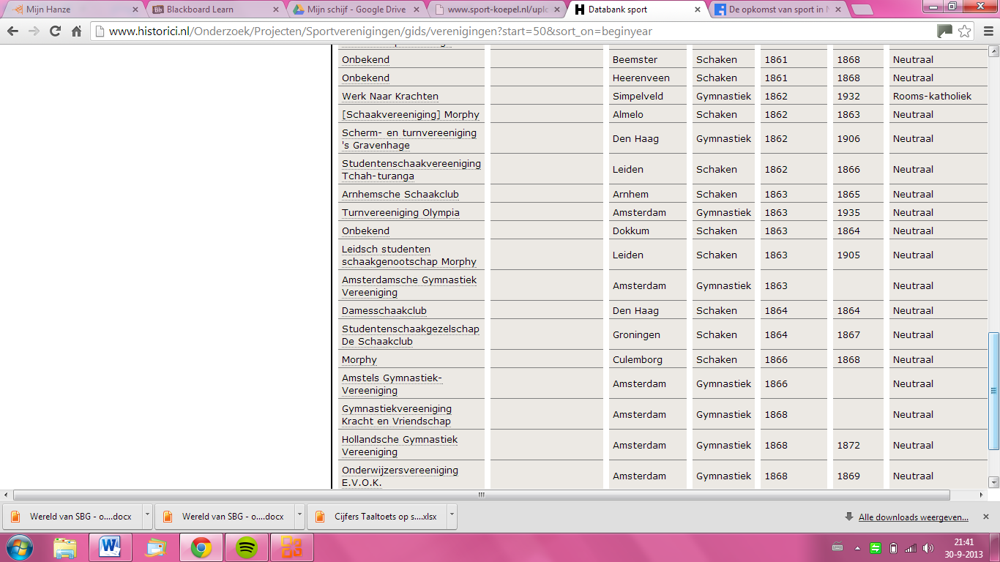 Mijn Hanze
Blackboard Learn
Mijn schijf - Google Drive
www.sport-koepel.nl/uplo
Databank sport
De opkomst van sport in N
www.historici.nl/Onderzoek/Projecten/Sportverenigingen/gids/verenigingen?start=50&sort_on=beginyear
Onbekend Beemster Schaken 1861 1868 Neutraal
Onbekend Heerenveen Schaken 1861 1868 Neutraal
Werk Naar Krachten Simpelveld Gymnastiek 1862 1932 Rooms-katholiek
[Schaakvereeniging] Morphy Almelo Schaken 1862 1863 Neutraal
Scherm- en turnvereeniging
's Gravenhage Den Haag Gymnastiek 1862 1906 Neutraal
Studentenschaakvereeniging
Tchah-turanga Leiden Schaken 1862 1866 Neutraal
Arnhemsche Schaakclub Arnhem Schaken 1863 1865 Neutraal
Turnvereeniging Olympia Amsterdam Gymnastiek 1863 1935 Neutraal
Onbekend Dokkum Schaken 1863 1864 Neutraal
Leidsch studenten
schaakgenootschap Morphy Leiden Schaken 1863 1905 Neutraal
Amsterdamsche Gymnastiek
Vereeniging Amsterdam Gymnastiek 1863 Neutraal
Damesschaakclub Den Haag Schaken 1864 1864 Neutraal
Studentenschaakgezelschap
De Schaakclub Groningen Schaken 1864 1867 Neutraal
Morphy Culemborg Schaken 1866 1868 Neutraal
Amstels Gymnastiek-
Vereeniging Amsterdam Gymnastiek 1866 Neutraal
Gymnastiekvereeniging
Kracht en Vriendschap Amsterdam Gymnastiek 1868 Neutraal
Hollandsche Gymnastiek
Vereeniging Amsterdam Gymnastiek 1868 1872 Neutraal
Onderwijzersvereeniging
E.V.O.K. Amsterdam Gymnastiek 1868 1869 Neutraal
Wereld van SBG - o....docx
Wereld van SBG - o....docx
Cijfers Taaltoets op s....xlsx
Alle downloads weergeven...
21:41
30-9-2013